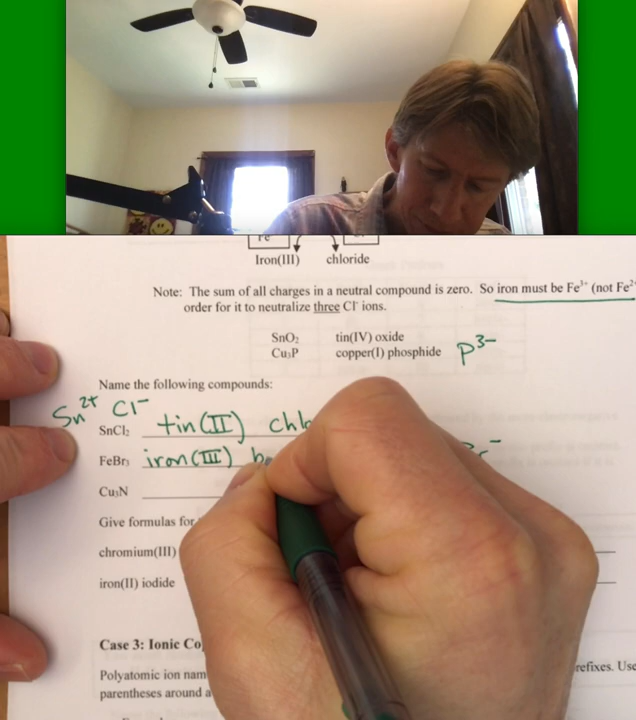 Iron(III) chloride
Note: The sum of all charges in a neutral compound is zero. So iron must be Fe³⁺ (not Fe²
order for it to neutralize three Cl⁻ ions.
SnO₂ tin(IV) oxide
Cu₃P copper(I) phosphide P³⁻
Name the following compounds:
Sn²⁺ Cl⁻
SnCl₂ tin(II) chl
FeBr₃ iron(III) b
Cu₃N
Give formulas for
chromium(III)
iron(II) iodide
Case 3: Ionic Co
Polyatomic ion nam refixes. Use
parentheses around a